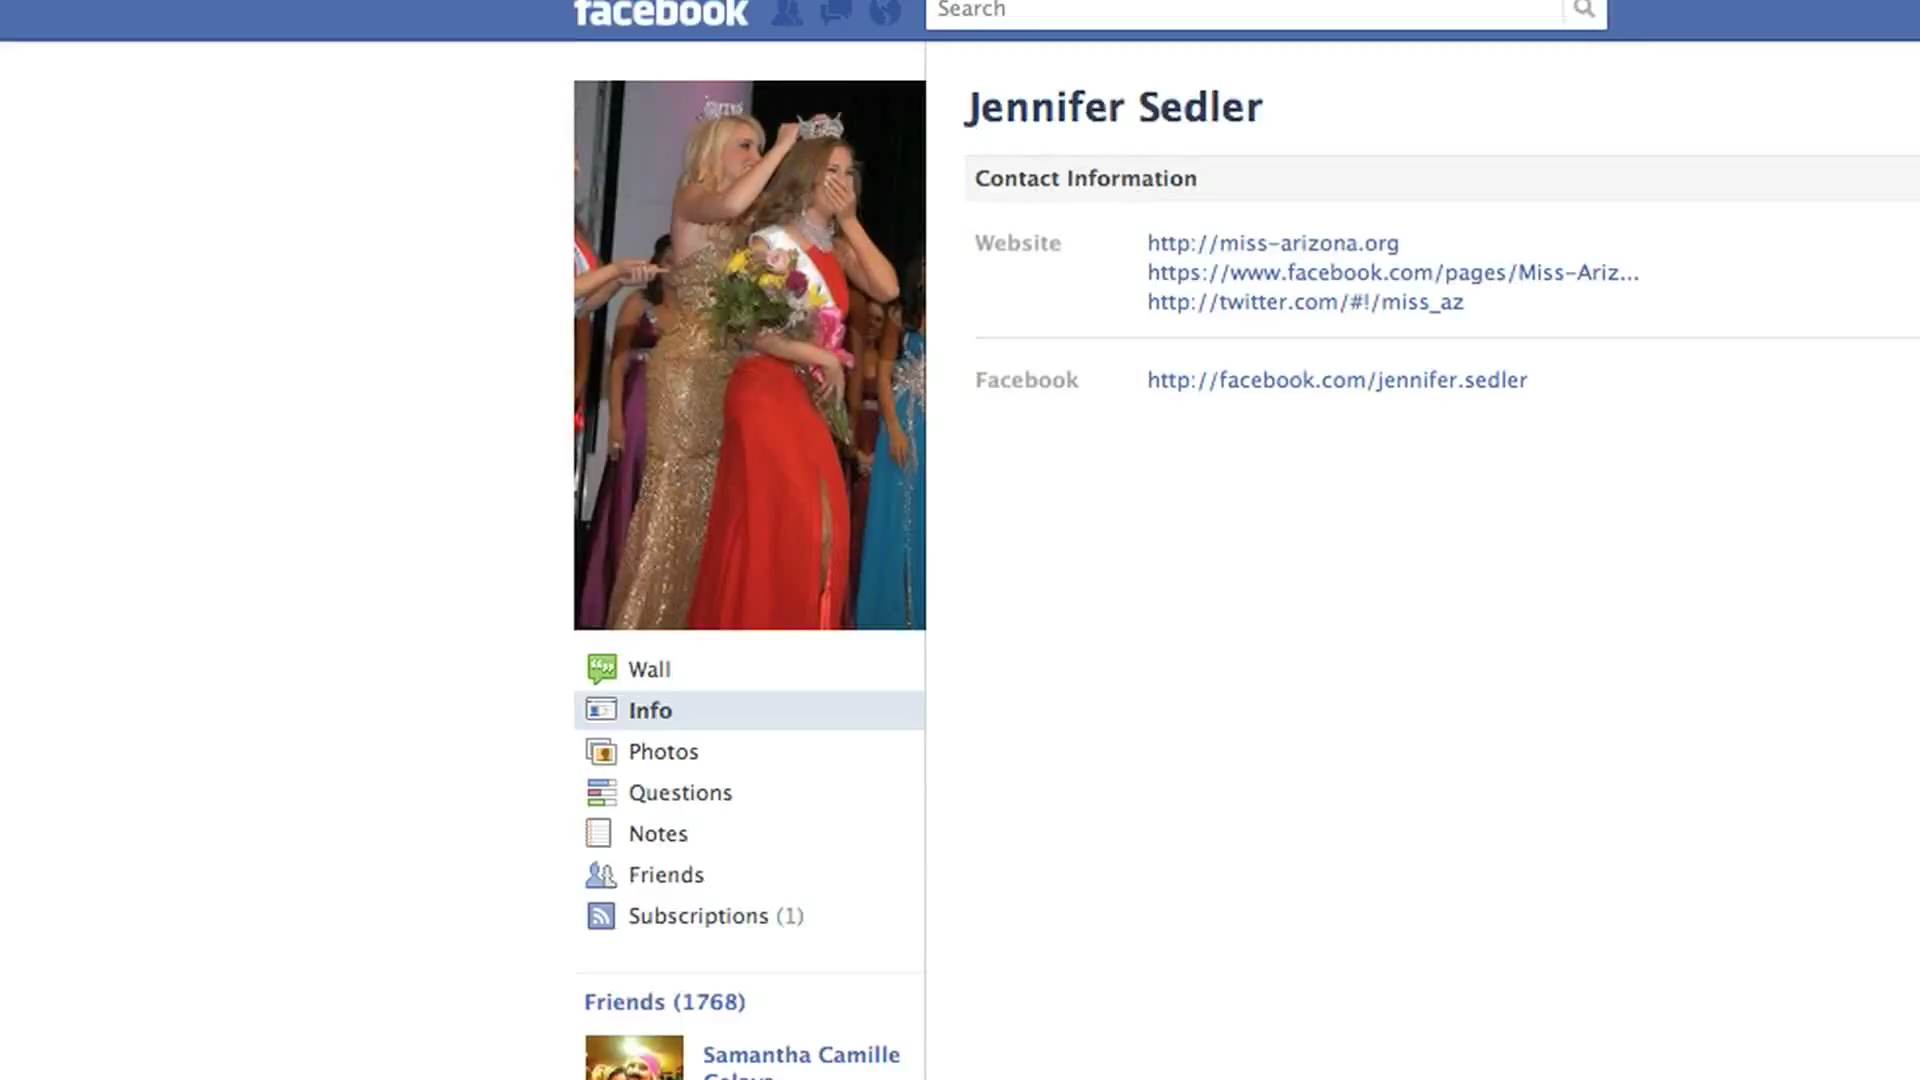 facebook
Search
Jennifer Sedler
Contact Information
Website
http://miss-arizona.org
https://www.facebook.com/pages/Miss-Ariz...
http://twitter.com/#!/miss_az
Facebook
http://facebook.com/jennifer.sedler
Wall
Info
Photos
Questions
Notes
Friends
Subscriptions (1)
Friends (1768)
Samantha Camille